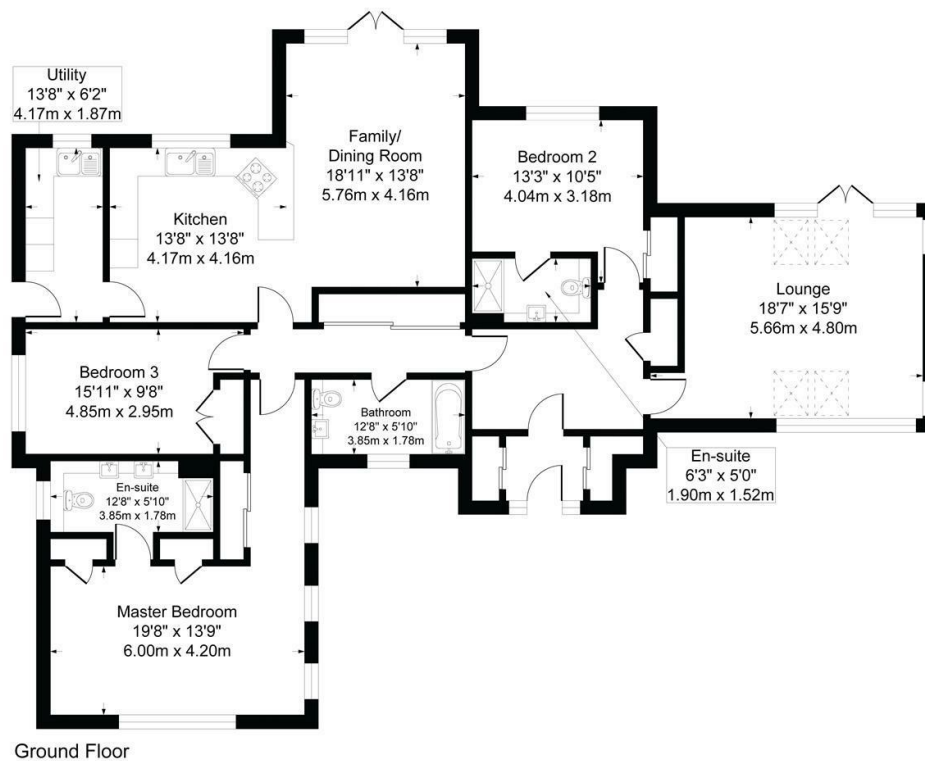 Utility
13'8" x 6'2"
4.17m x 1.87m
Family/
Dining Room
18'11" x 13'8"
5.76m x 4.16m
Bedroom 2
13'3" x 10'5"
4.04m x 3.18m
Kitchen
13'8" x 13'8"
4.17m x 4.16m
Lounge
18'7" x 15'9"
5.66m x 4.80m
Bedroom 3
15'11" x 9'8"
4.85m x 2.95m
Bathroom
12'8" x 5'10"
3.85m x 1.78m
En-suite
6'3" x 5'0"
1.90m x 1.52m
En-suite
12'8" x 5'10"
3.85m x 1.78m
Master Bedroom
19'8" x 13'9"
6.00m x 4.20m
Ground Floor